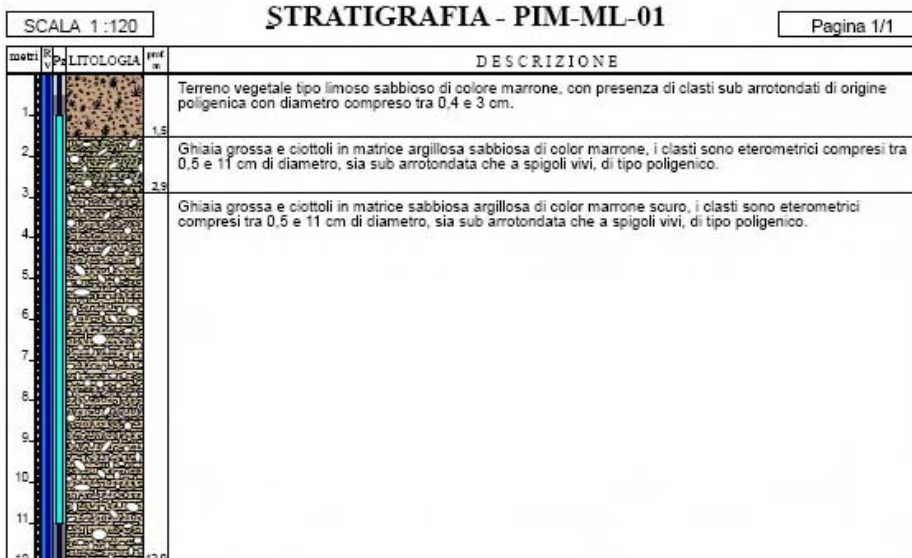 SCALA 1:120
STRATIGRAFIA - PIM-ML-01
Pagina 1/1
metri R v Pz LITOLOGIA prof. m DESCRIZIONE
Terreno vegetale tipo limoso sabbioso di colore marrone, con presenza di clasti sub arrotondati di origine
poligenica con diametro compreso tra 0,4 e 3 cm.
1
1,5
Ghiaia grossa e ciottoli in matrice argillosa sabbiosa di color marrone, i clasti sono eterometrici compresi tra
0,5 e 11 cm di diametro, sia sub arrotondata che a spigoli vivi, di tipo poligenico.
2
2,9
3
Ghiaia grossa e ciottoli in matrice sabbiosa argillosa di color marrone scuro, i clasti sono eterometrici
compresi tra 0,5 e 11 cm di diametro, sia sub arrotondata che a spigoli vivi, di tipo poligenico.
4
5
6
7
8
9
10
11